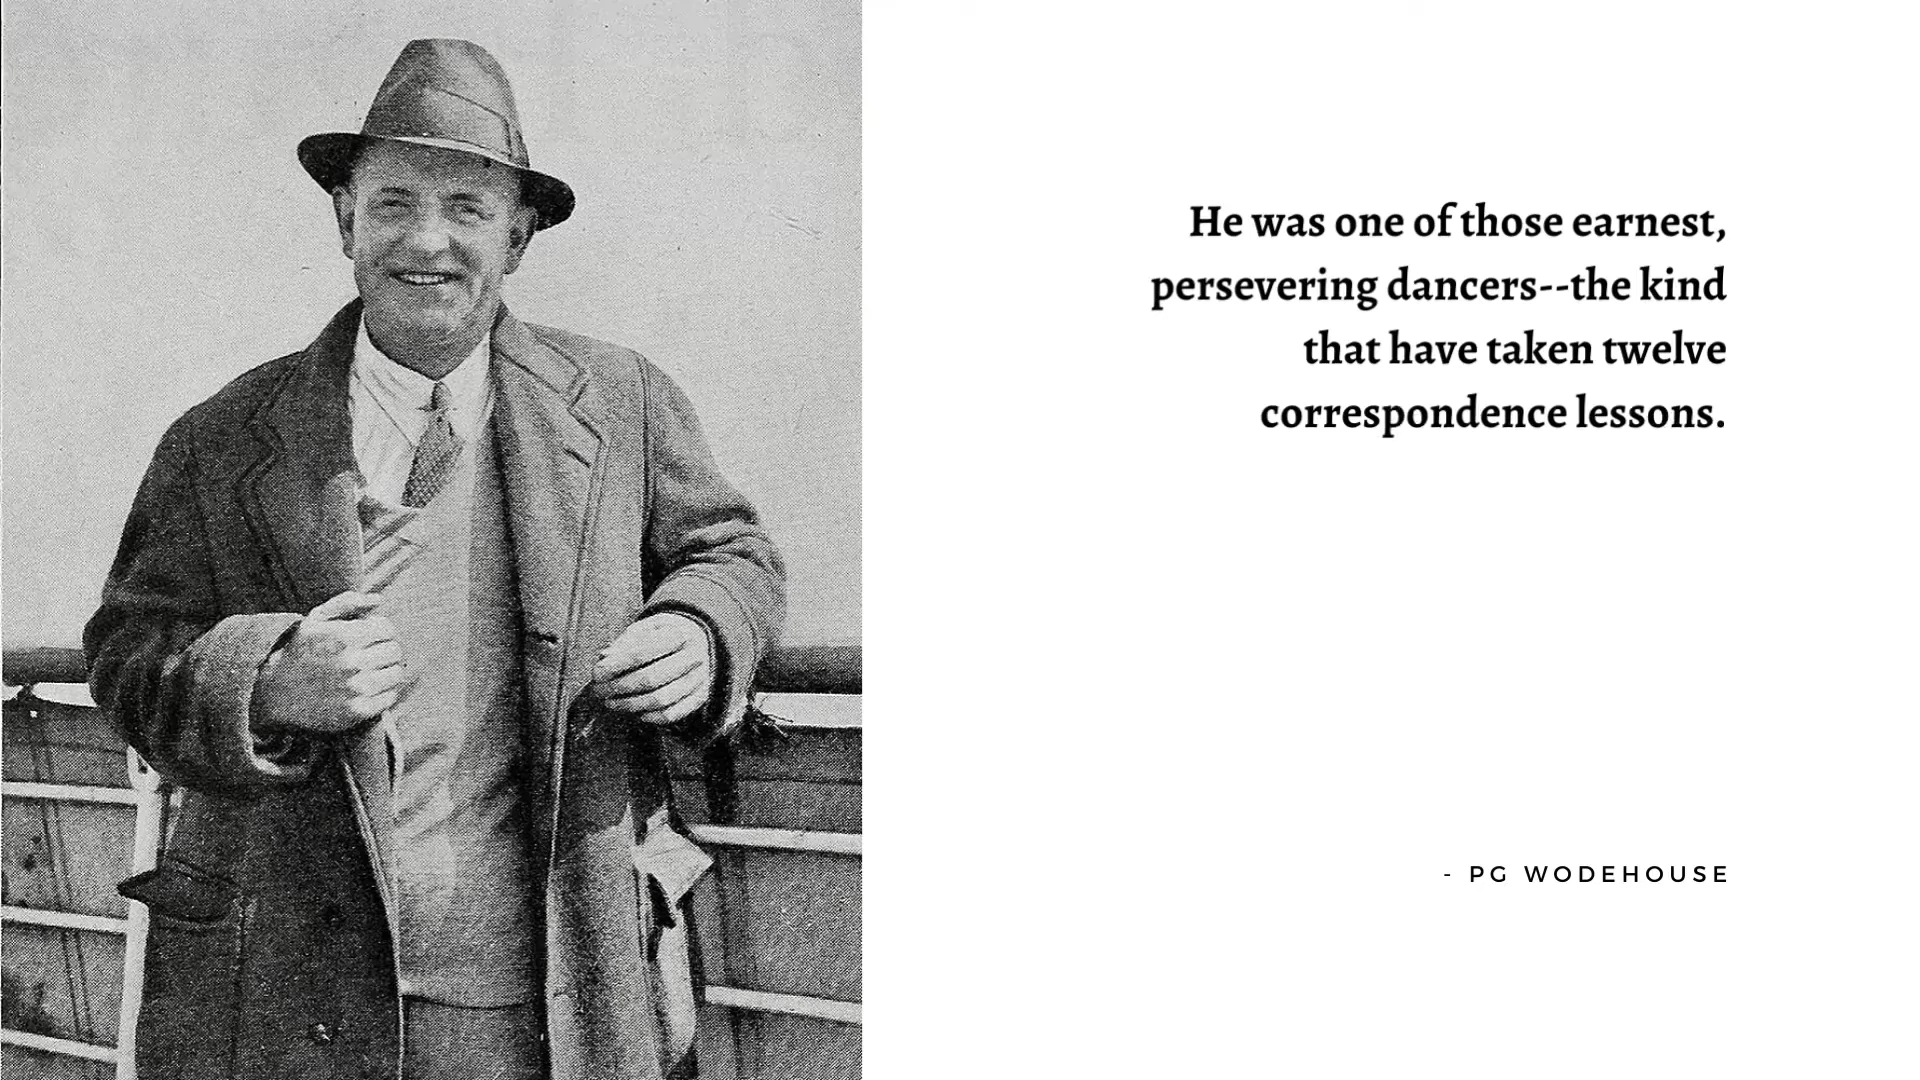 He was one of those earnest,
persevering dancers--the kind
that have taken twelve
correspondence lessons.
- PG WODEHOUSE